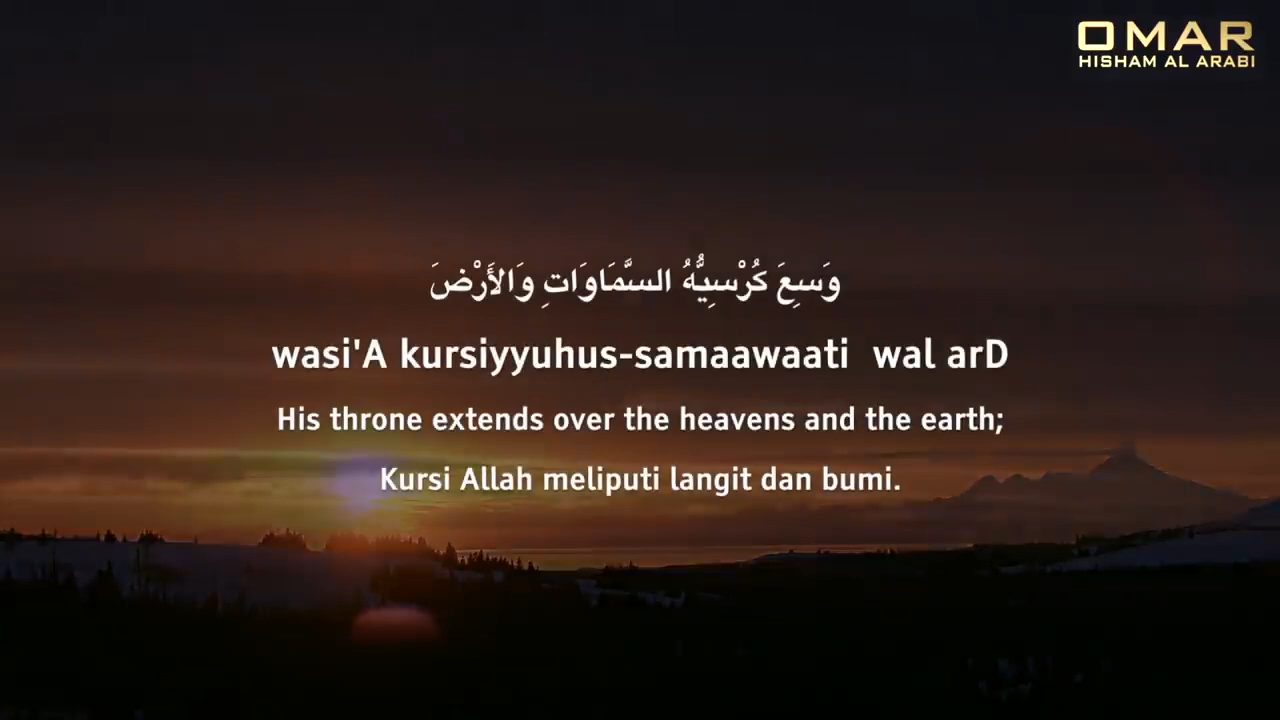 OMAR
HISHAM AL ARABI
وَسِعَ كُرْسِيُّهُ السَّمَاوَاتِ وَالأَرْضَ
wasi'A kursiyyuhus-samaawaati  wal arD
His throne extends over the heavens and the earth;
Kursi Allah meliputi langit dan bumi.